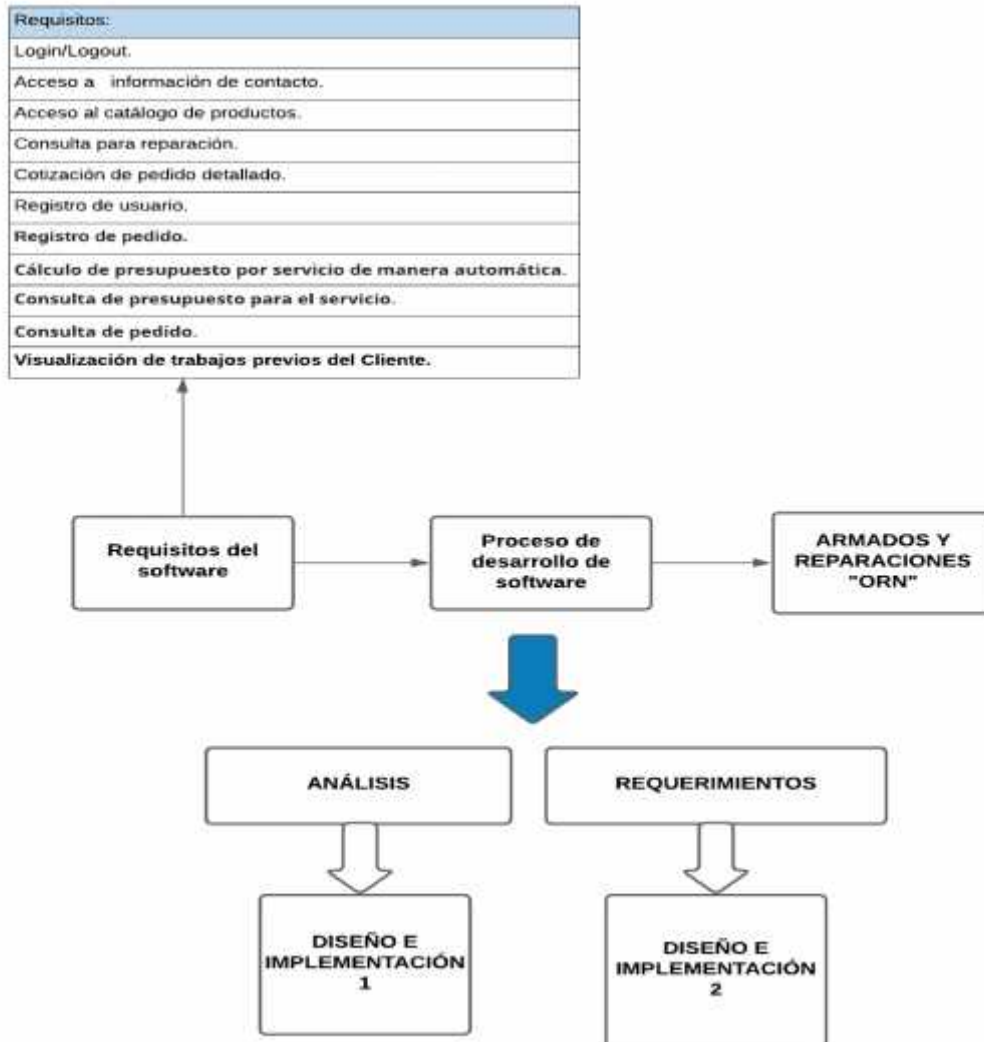 Requisitos:
Login/Logout.
Acceso a información de contacto.
Acceso al catálogo de productos.
Consulta para reparación.
Cotización de pedido detallado.
Registro de usuario.
Registro de pedido.
Cálculo de presupuesto por servicio de manera automática.
Consulta de presupuesto para el servicio.
Consulta de pedido.
Visualización de trabajos previos del Cliente.
Requisitos del
software
Proceso de
desarrollo de
software
ARMADOS Y
REPARACIONES
"ORN"
ANÁLISIS
REQUERIMIENTOS
DISEÑO E
IMPLEMENTACIÓN
1
DISEÑO E
IMPLEMENTACIÓN
2